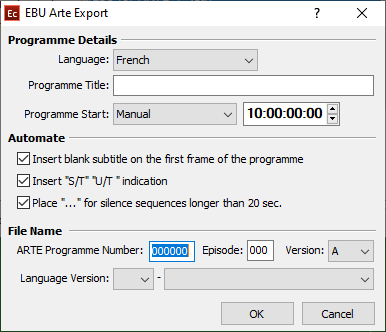 Ec EBU Arte Export ? ×
Programme Details
Language: French
Programme Title:
Programme Start: Manual 10:00:00:00
Automate
Insert blank subtitle on the first frame of the programme
Insert "S/T" "U/T " indication
Place "..." for silence sequences longer than 20 sec.
File Name
ARTE Programme Number: 000000 Episode: 000 Version: A
Language Version: -
OK Cancel